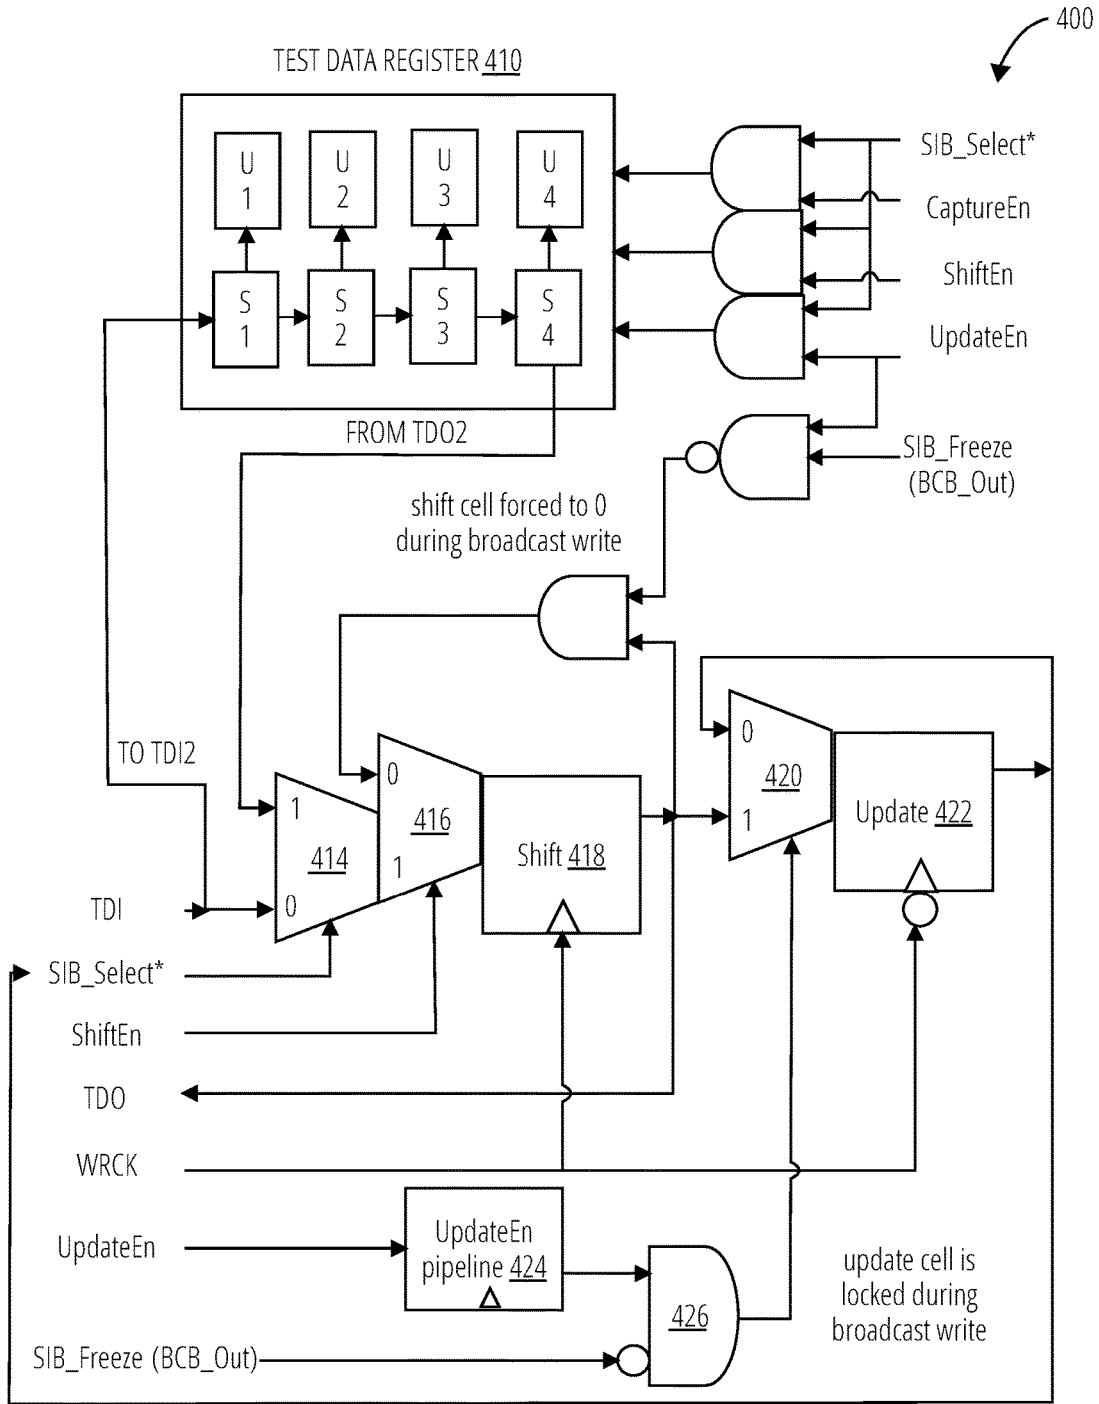 400
TEST DATA REGISTER 410
U
1
U
2
U
3
U
4
S
1
S
2
S
3
S
4
SIB_Select*
CaptureEn
ShiftEn
UpdateEn
FROM TDO2
SIB_Freeze
(BCB_Out)
shift cell forced to 0
during broadcast write
TO TDI2
1
414
0
0
416
1
Shift 418
0
420
1
Update 422
TDI
SIB_Select*
ShiftEn
TDO
WRCK
UpdateEn
UpdateEn
pipeline 424
426
update cell is
locked during
broadcast write
SIB_Freeze (BCB_Out)